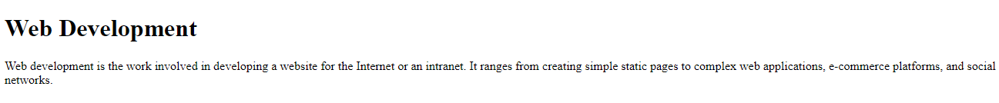 Web Development
Web development is the work involved in developing a website for the Internet or an intranet. It ranges from creating simple static pages to complex web applications, e-commerce platforms, and social
networks.